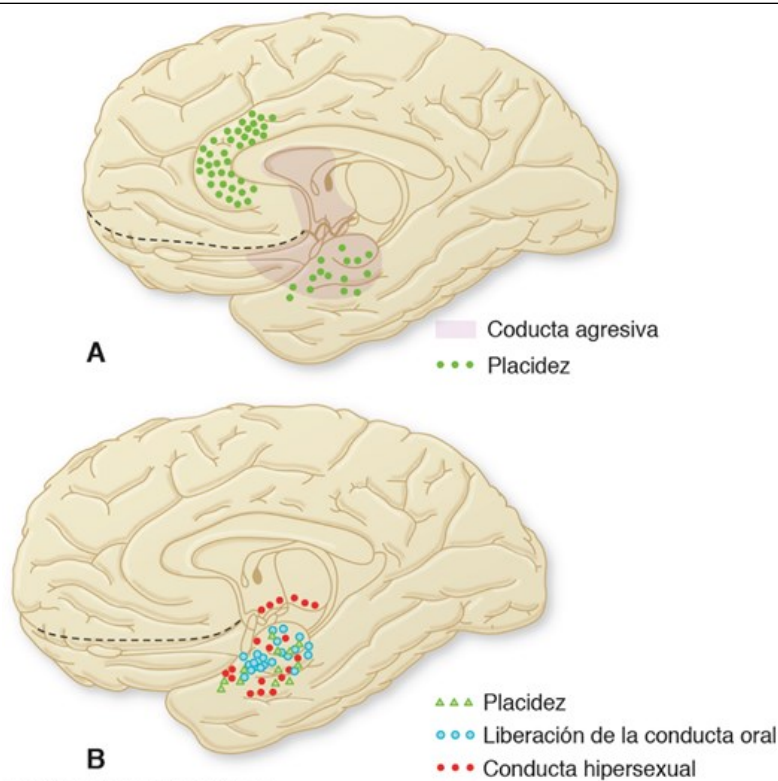 Coducta agresiva
A
Placidez
Placidez
Liberación de la conducta oral
B
Conducta hipersexual